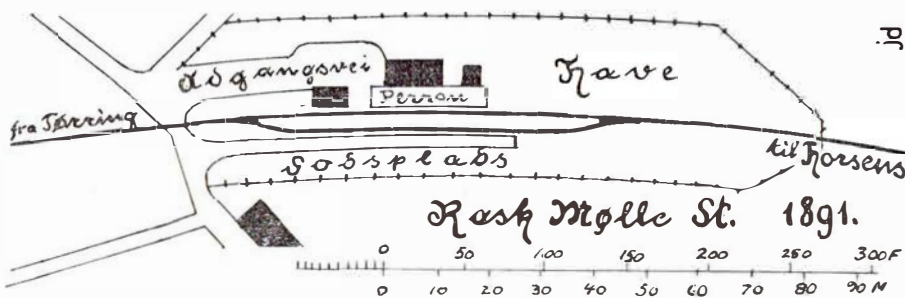 Adgangsvei
Have
Perron
fra Tørring
Godsplads
til Horsens
Rask Mølle St. 1891.
0 50 100 150 200 250 300 F
0 10 20 30 40 50 60 70 80 90 M